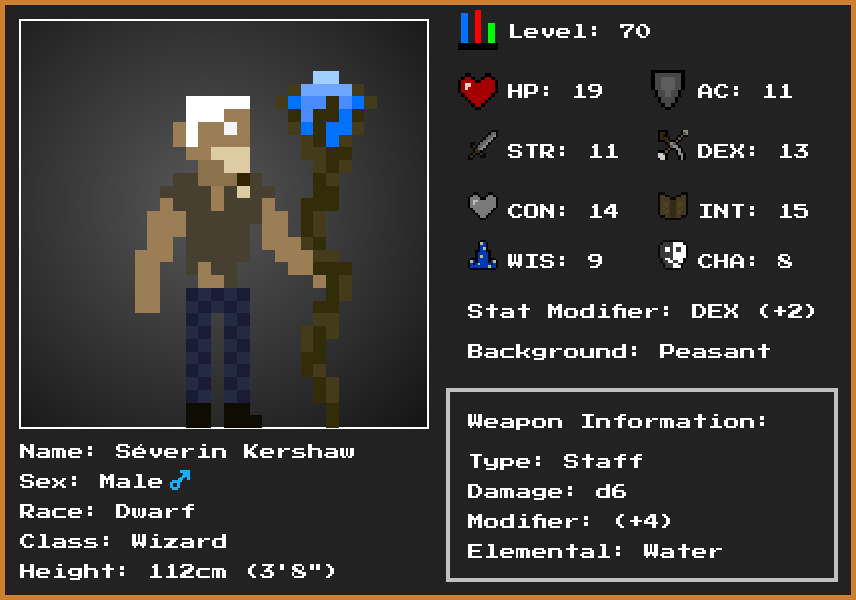 Level: 70
HP: 19
AC: 11
STR: 11
DEX: 13
CON: 14
INT: 15
WIS: 9
CHA: 8
Stat Modifier: DEX (+2)
Background: Peasant
Weapon Information:
Type: Staff
Damage: d6
Modifier: (+4)
Elemental: Water
Name: Séverin Kershaw
Sex: Male♂
Race: Dwarf
Class: Wizard
Height: 112cm (3'8")